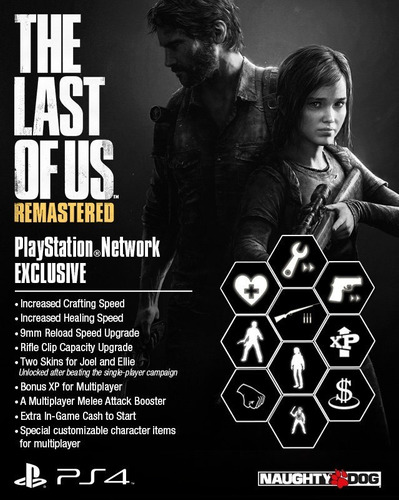 THE
LAST
OF US™
REMASTERED
PlayStation®Network
EXCLUSIVE
• Increased Crafting Speed
• Increased Healing Speed
• 9mm Reload Speed Upgrade
• Rifle Clip Capacity Upgrade
• Two Skins for Joel and Ellie
Unlocked after beating the single-player campaign
• Bonus XP for Multiplayer
• A Multiplayer Melee Attack Booster
• Extra In-Game Cash to Start
• Special customizable character items
for multiplayer
XP
$
PS4™
NAUGHTY DOG